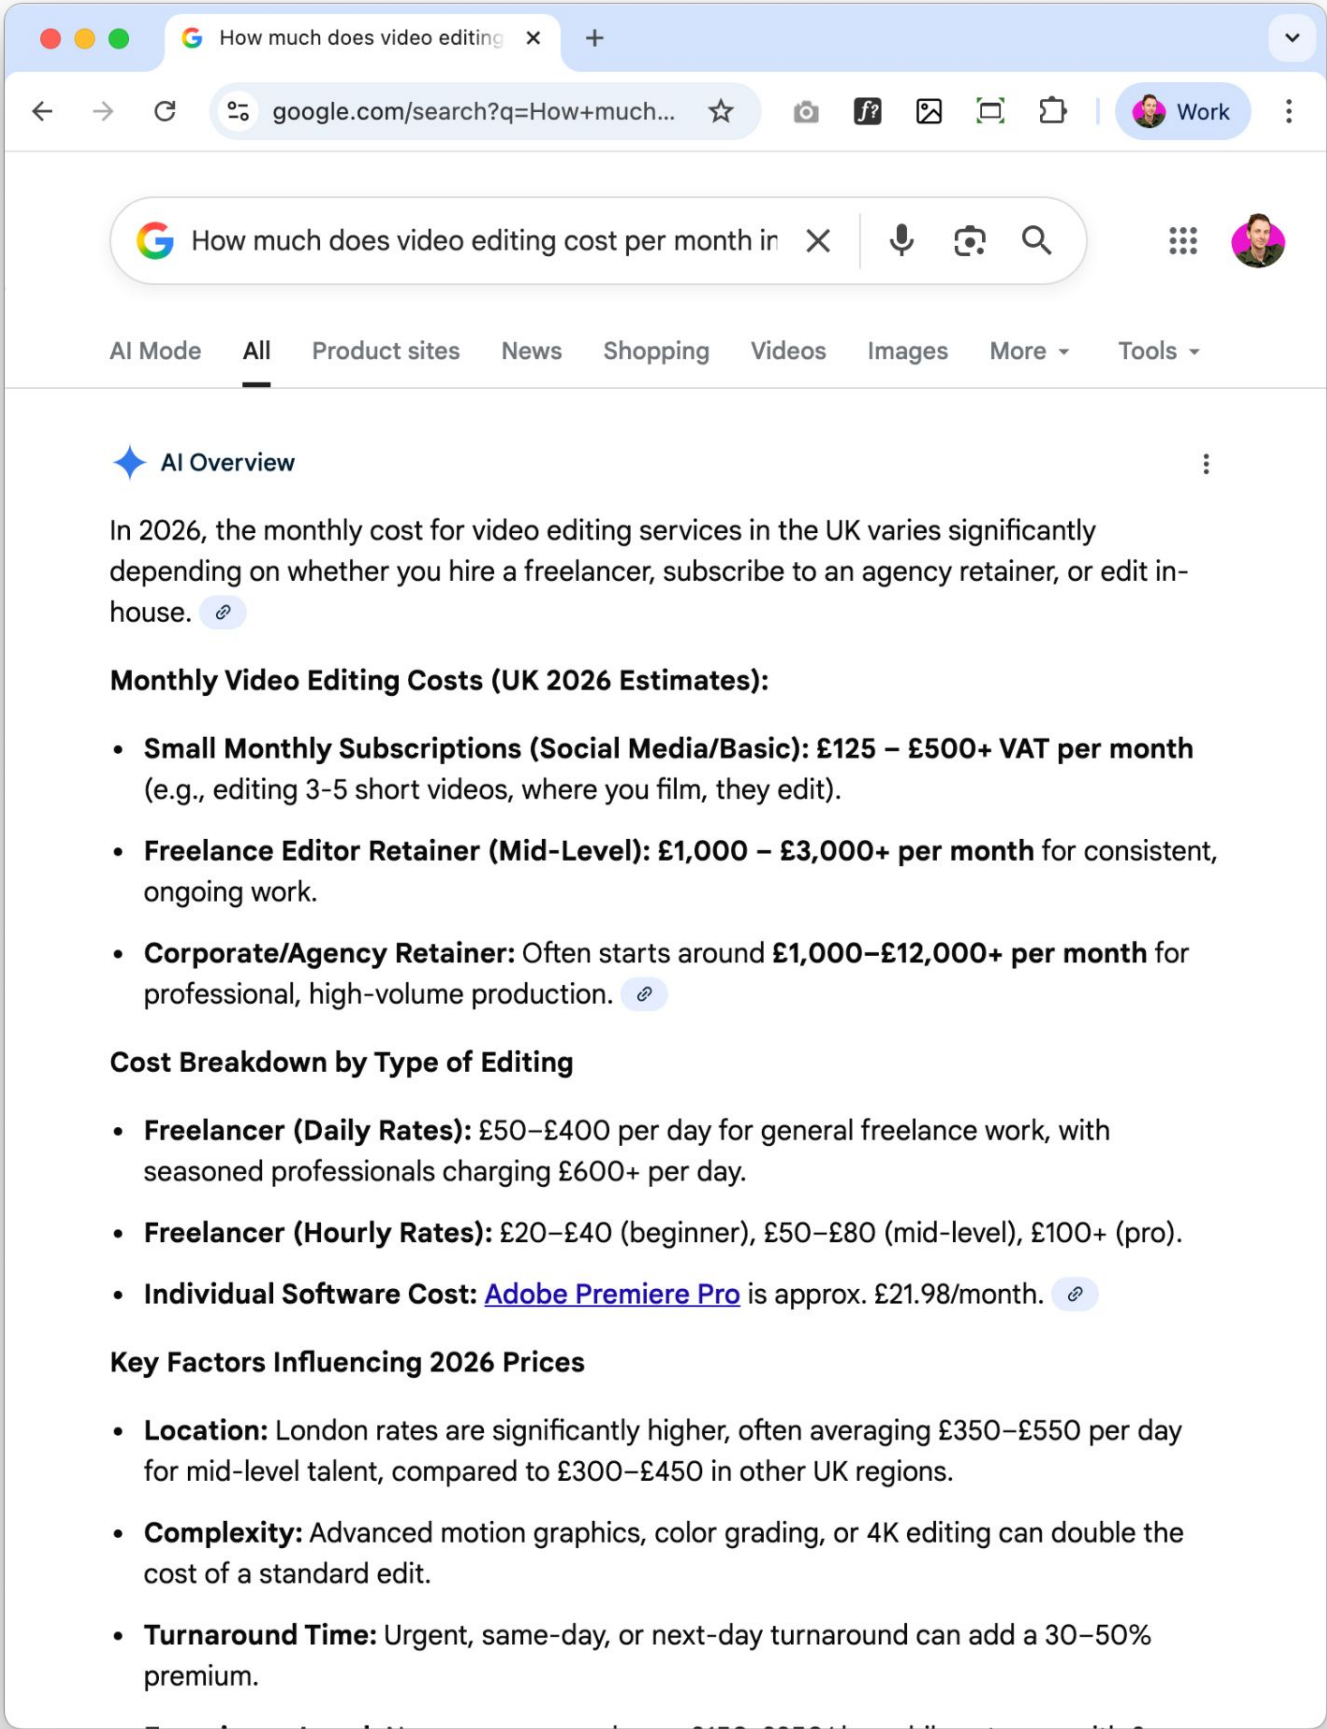 How much does video editing
google.com/search?q=How+much...
Work
How much does video editing cost per month in
AI Mode All Product sites News Shopping Videos Images More Tools
AI Overview
In 2026, the monthly cost for video editing services in the UK varies significantly
depending on whether you hire a freelancer, subscribe to an agency retainer, or edit in-
house.
Monthly Video Editing Costs (UK 2026 Estimates):
• Small Monthly Subscriptions (Social Media/Basic): £125 – £500+ VAT per month
(e.g., editing 3-5 short videos, where you film, they edit).
• Freelance Editor Retainer (Mid-Level): £1,000 – £3,000+ per month for consistent,
ongoing work.
• Corporate/Agency Retainer: Often starts around £1,000–£12,000+ per month for
professional, high-volume production.
Cost Breakdown by Type of Editing
• Freelancer (Daily Rates): £50–£400 per day for general freelance work, with
seasoned professionals charging £600+ per day.
• Freelancer (Hourly Rates): £20–£40 (beginner), £50–£80 (mid-level), £100+ (pro).
• Individual Software Cost: Adobe Premiere Pro is approx. £21.98/month.
Key Factors Influencing 2026 Prices
• Location: London rates are significantly higher, often averaging £350–£550 per day
for mid-level talent, compared to £300–£450 in other UK regions.
• Complexity: Advanced motion graphics, color grading, or 4K editing can double the
cost of a standard edit.
• Turnaround Time: Urgent, same-day, or next-day turnaround can add a 30–50%
premium.